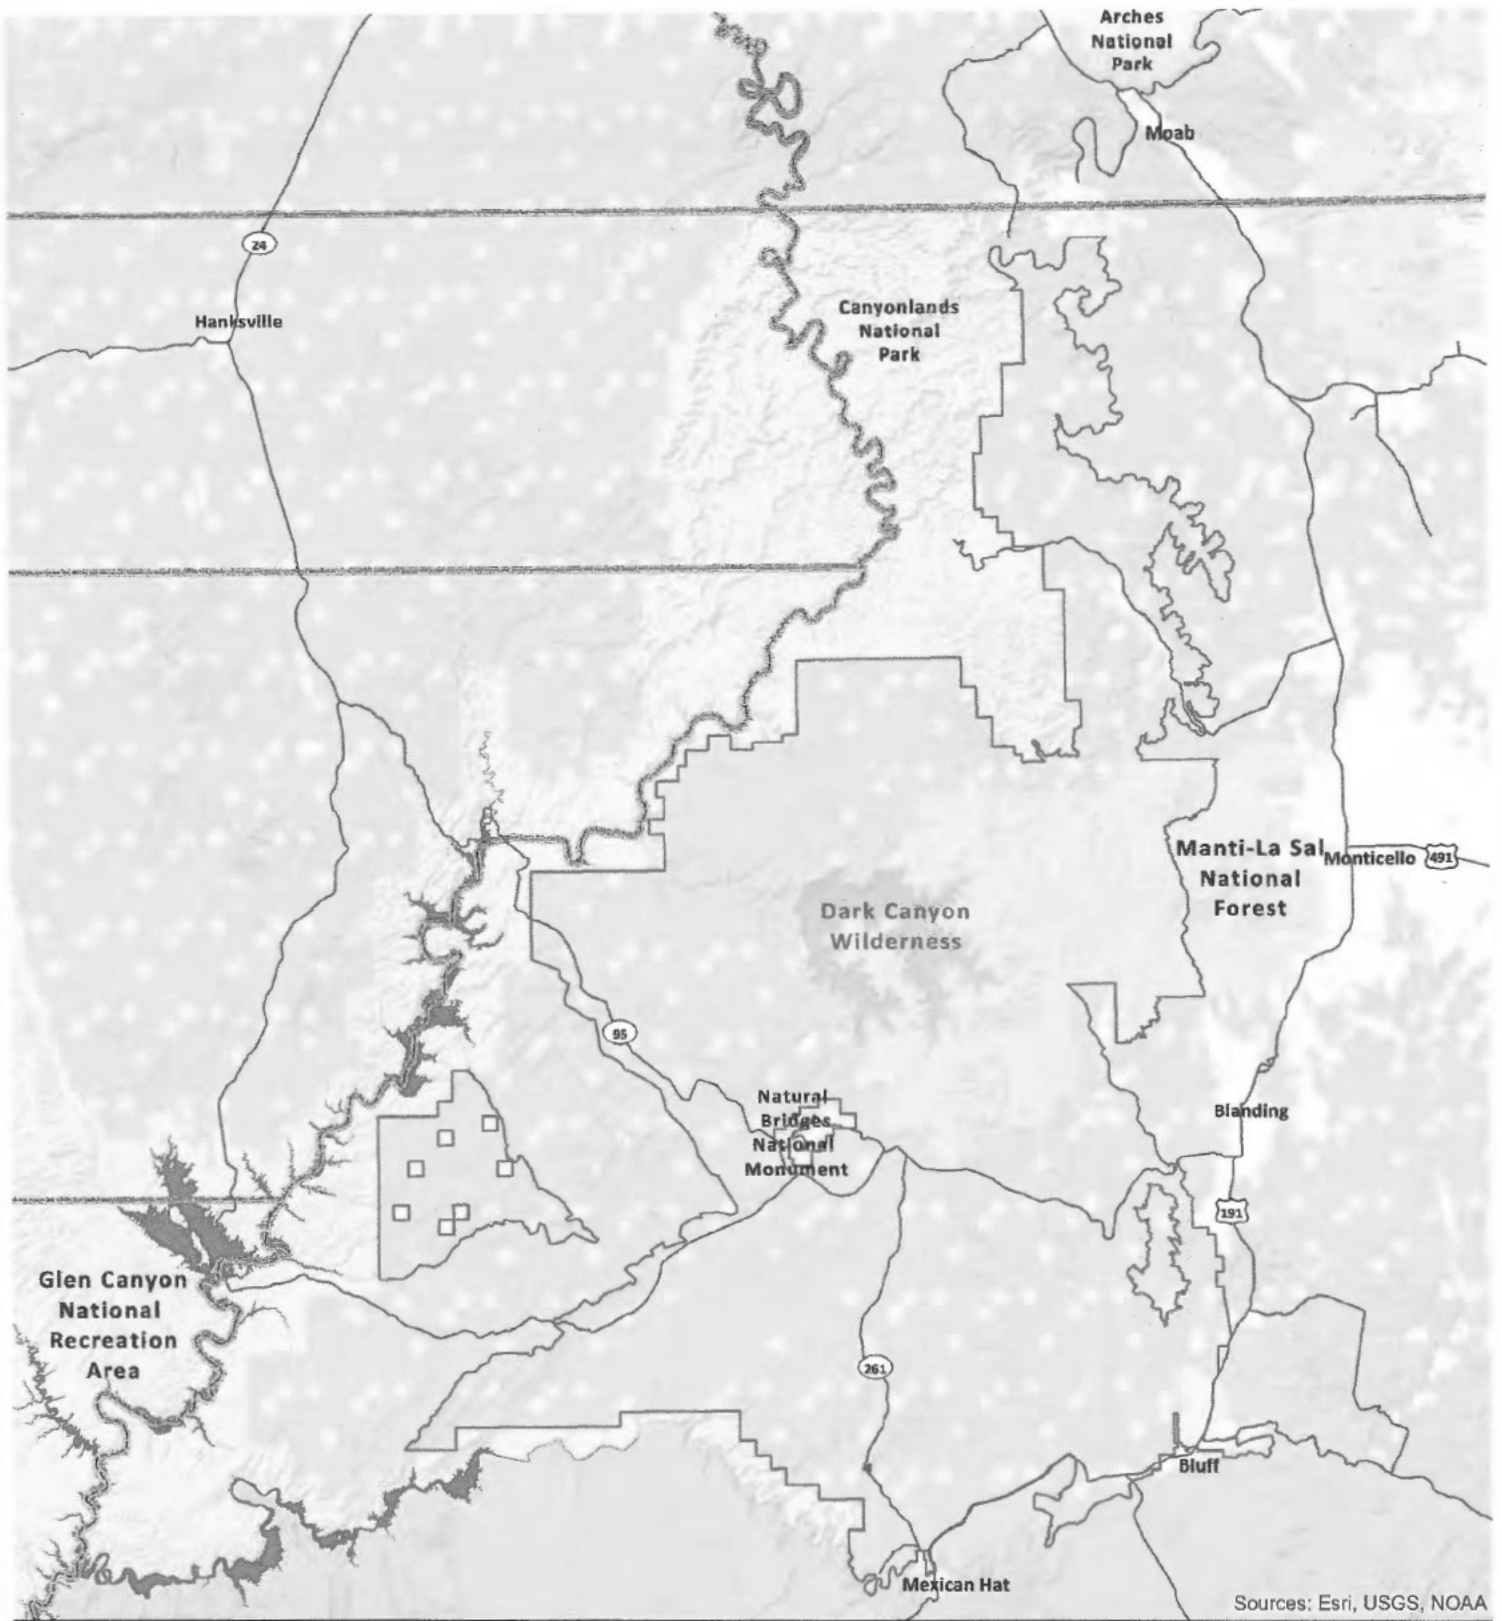 Arches
National
Park
Moab
24
Hanksville
Canyonlands
National
Park
Manti-La Sal
National
Forest
Monticello
491
Dark Canyon
Wilderness
95
Natural
Bridges
National
Monument
Blanding
191
Glen Canyon
National
Recreation
Area
261
Bluff
Mexican Hat
Sources: Esri, USGS, NOAA